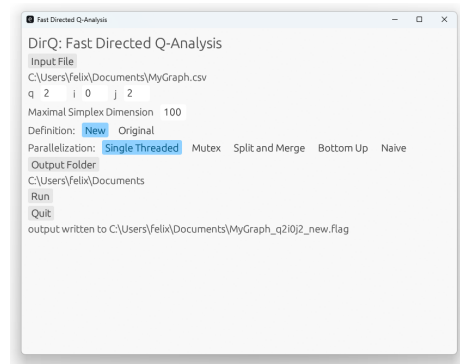 Fast Directed Q-Analysis
DirQ: Fast Directed Q-Analysis
Input File
C:\Users\felix\Documents\MyGraph.csv
q 2 i 0 j 2
Maximal Simplex Dimension 100
Definition: New Original
Parallelization: Single Threaded Mutex Split and Merge Bottom Up Naive
Output Folder
C:\Users\felix\Documents
Run
Quit
output written to C:\Users\felix\Documents\MyGraph_q2i0j2_new.flag